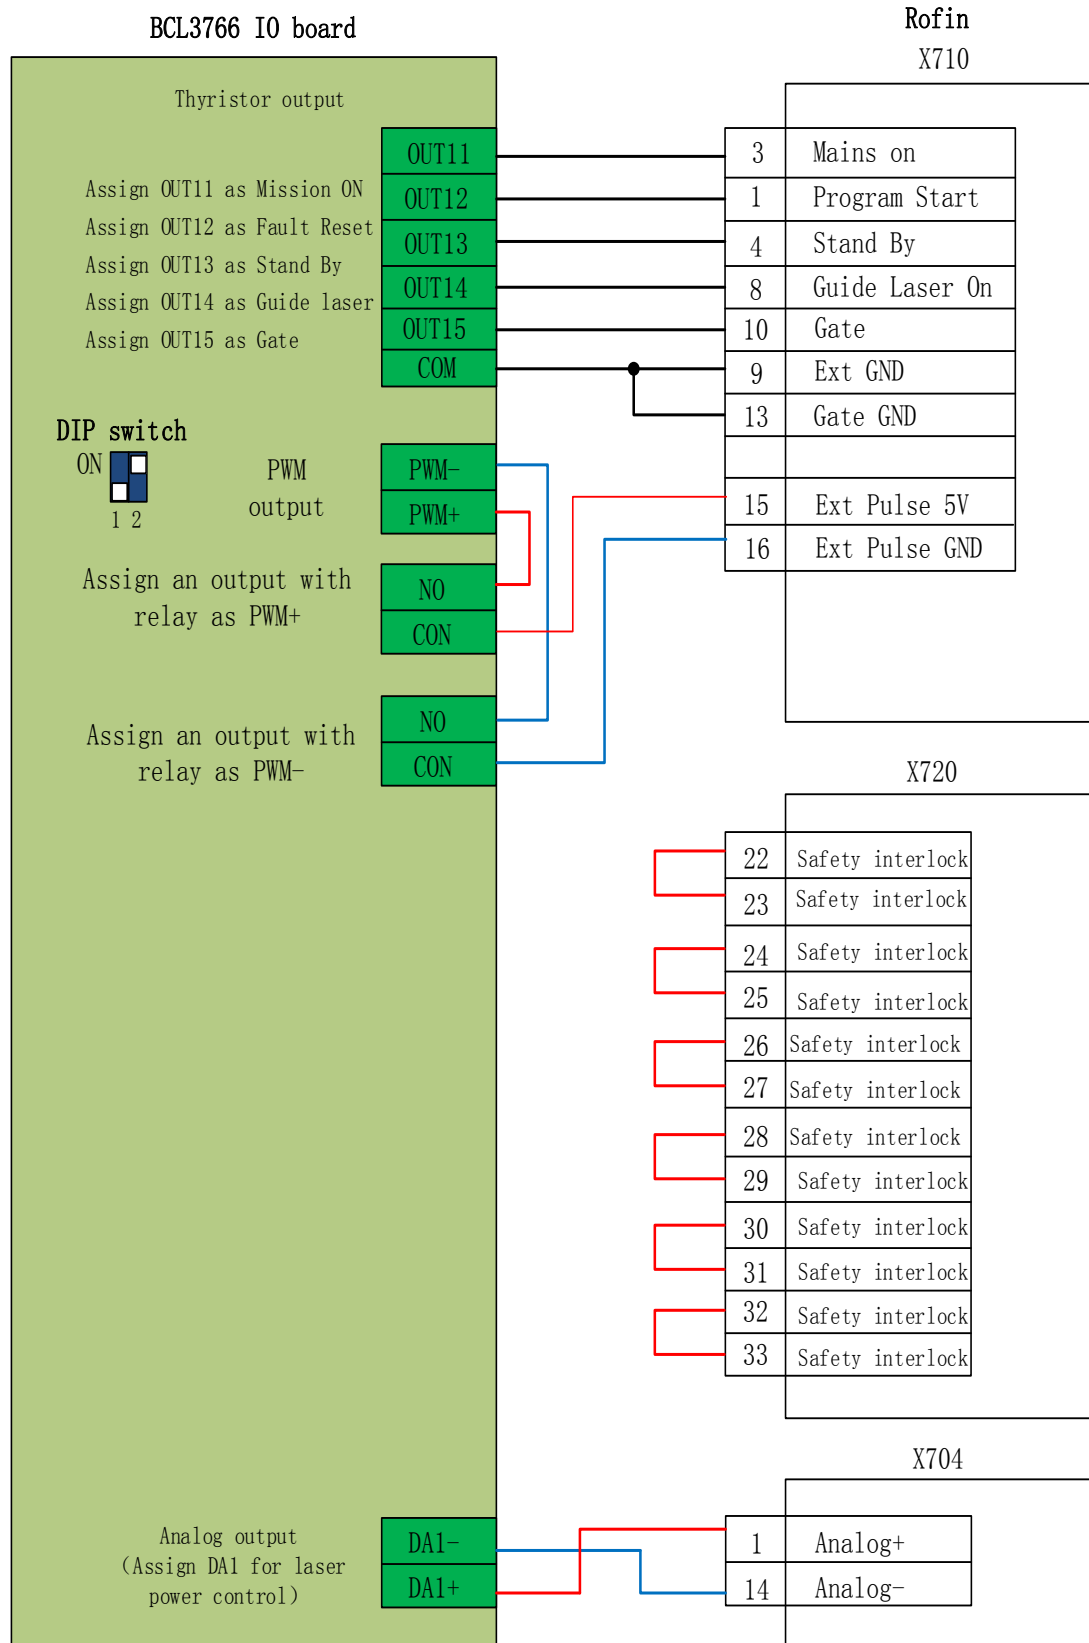 BCL3766 IO board
Rofin
X710
Thyristor output
OUT11
3 Mains on
Assign OUT11 as Mission ON
OUT12
1 Program Start
Assign OUT12 as Fault Reset
OUT13
4 Stand By
Assign OUT13 as Stand By
OUT14
8 Guide Laser On
Assign OUT14 as Guide laser
OUT15
10 Gate
Assign OUT15 as Gate
COM
9 Ext GND
13 Gate GND
DIP switch
ON
1 2
PWM
output
PWM-
PWM+
15 Ext Pulse 5V
16 Ext Pulse GND
Assign an output with
relay as PWM+
NO
CON
Assign an output with
relay as PWM-
NO
CON
X720
22 Safety interlock
23 Safety interlock
24 Safety interlock
25 Safety interlock
26 Safety interlock
27 Safety interlock
28 Safety interlock
29 Safety interlock
30 Safety interlock
31 Safety interlock
32 Safety interlock
33 Safety interlock
X704
Analog output
(Assign DA1 for laser
power control)
DA1-
DA1+
1 Analog+
14 Analog-